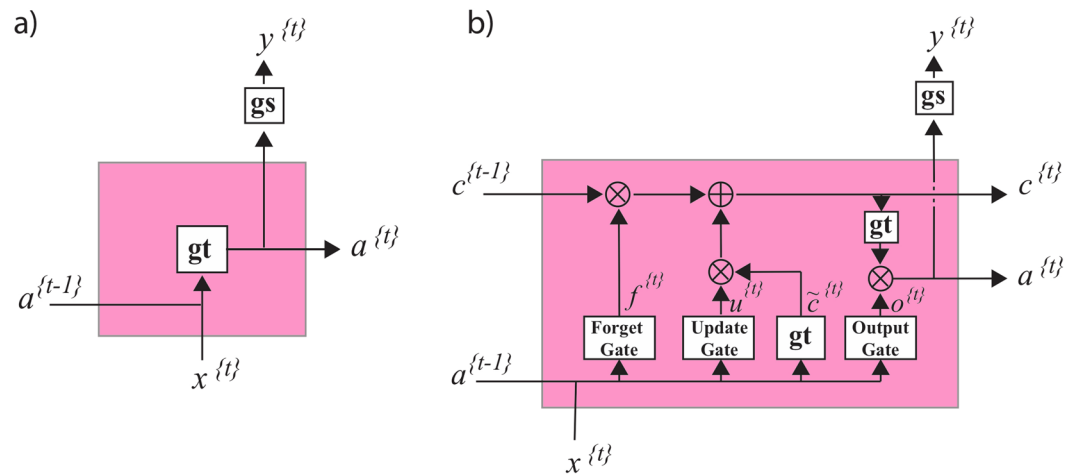 a)
y^{t}
gs
gt
a^{t}
a^{t-1}
x^{t}
b)
y^{t}
gs
c^{t-1}
c^{t}
gt
a^{t}
f^{t}
u^{t}
c̃^{t}
o^{t}
Forget
Gate
Update
Gate
gt
Output
Gate
a^{t-1}
x^{t}